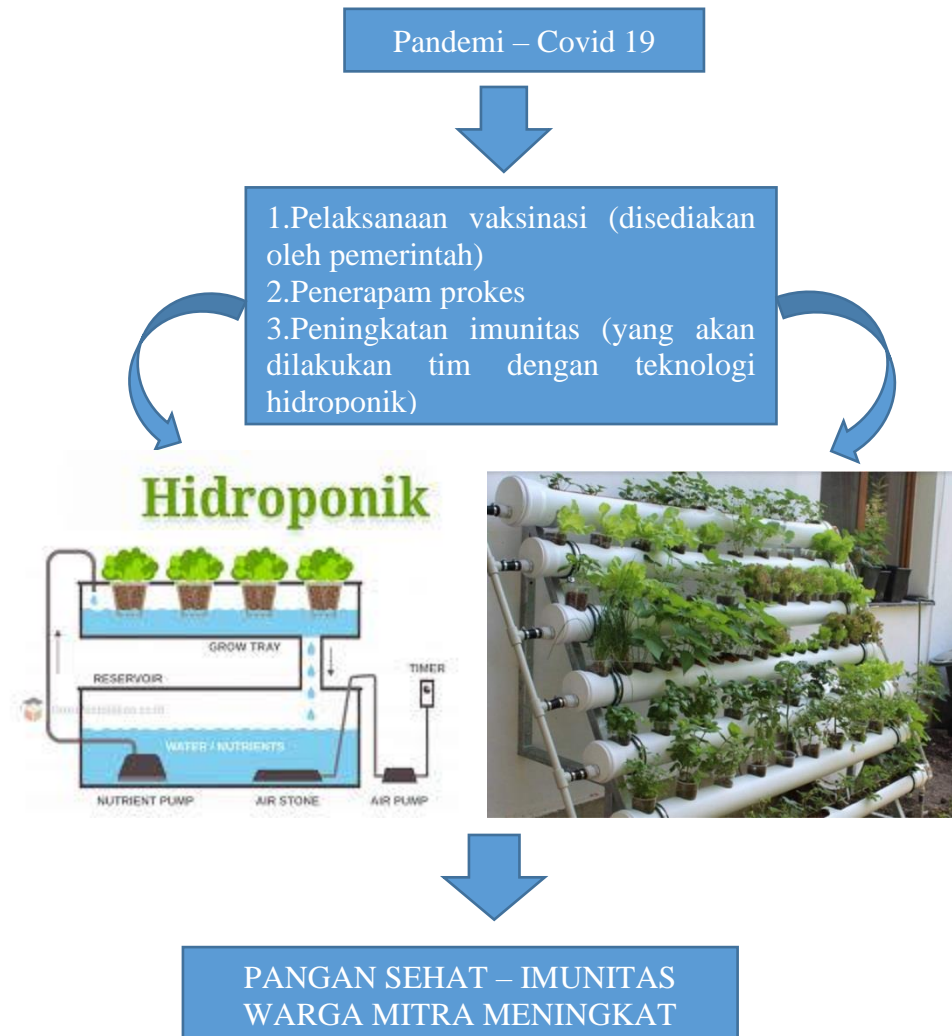 Pandemi – Covid 19
1.Pelaksanaan vaksinasi (disediakan
oleh pemerintah)
2.Penerapam prokes
3.Peningkatan imunitas (yang akan
dilakukan tim dengan teknologi
hidroponik)
Hidroponik
GROW TRAY
TIMER
RESERVOIR
WATER / NUTRIENTS
NUTRIENT PUMP
AIR STONE
AIR PUMP
PANGAN SEHAT – IMUNITAS
WARGA MITRA MENINGKAT